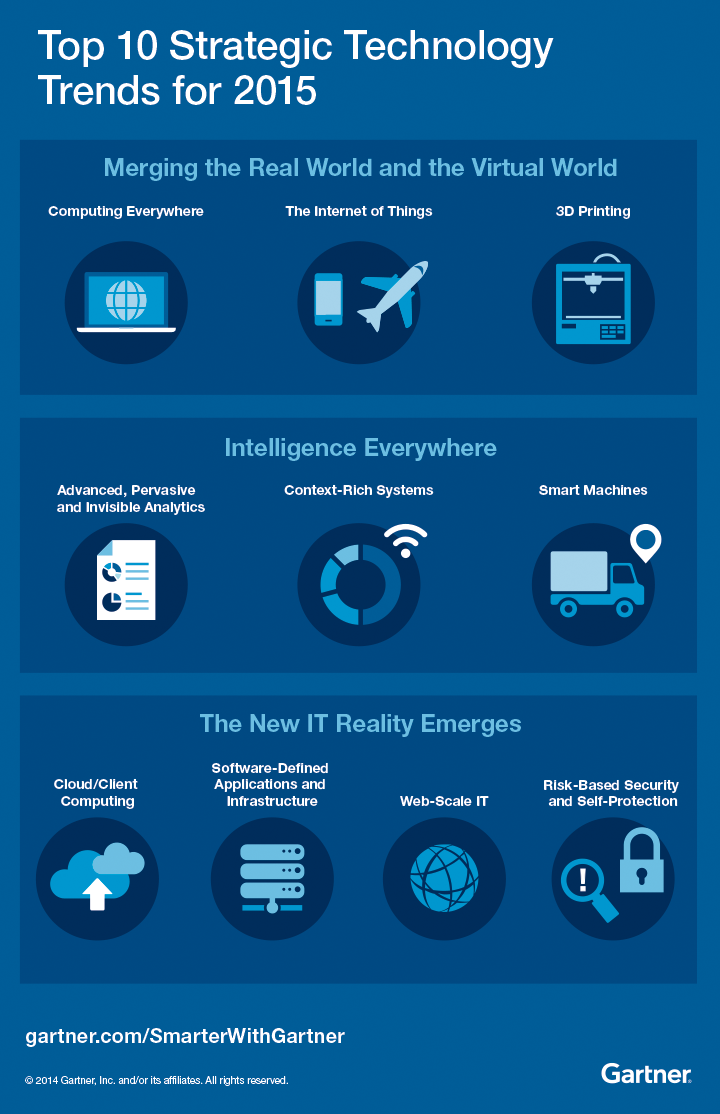 Top 10 Strategic Technology
Trends for 2015
Merging the Real World and the Virtual World
Computing Everywhere
The Internet of Things
3D Printing
Intelligence Everywhere
Advanced, Pervasive
and Invisible Analytics
Context-Rich Systems
Smart Machines
The New IT Reality Emerges
Cloud/Client
Computing
Software-Defined
Applications and
Infrastructure
Web-Scale IT
Risk-Based Security
and Self-Protection
!
gartner.com/SmarterWithGartner
© 2014 Gartner, Inc. and/or its affiliates. All rights reserved.
Gartner®